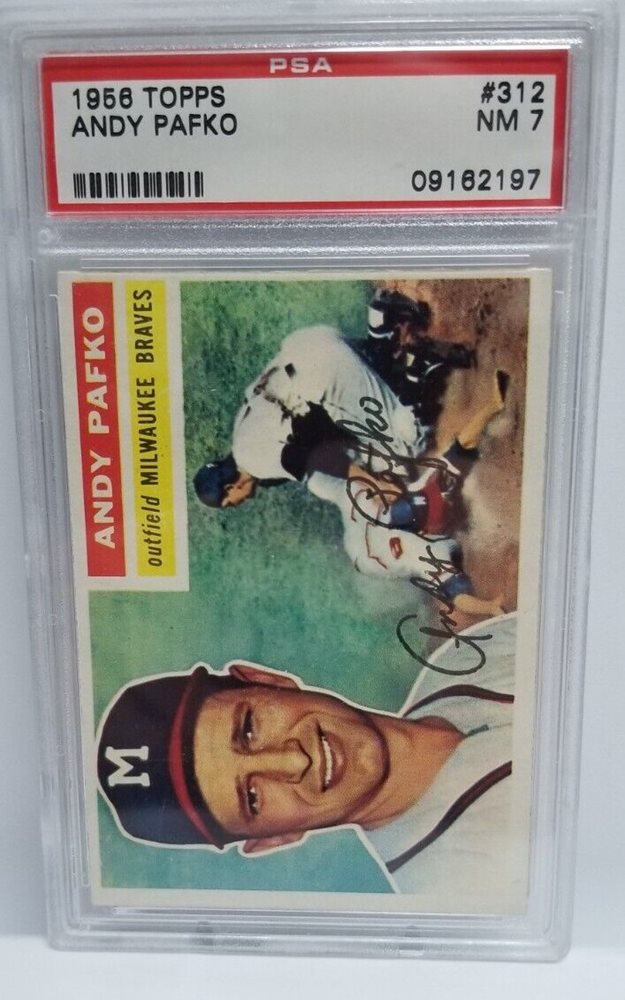 PSA
1956 TOPPS #312
ANDY PAFKO NM 7
09162197
ANDY PAFKO
outfield MILWAUKEE BRAVES
Andy Pafko
M